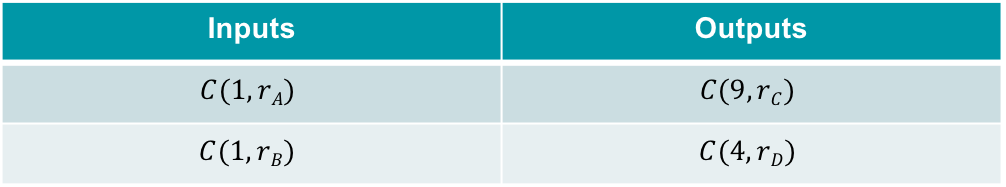 Inputs Outputs
C(1, r_A) C(9, r_C)
C(1, r_B) C(4, r_D)